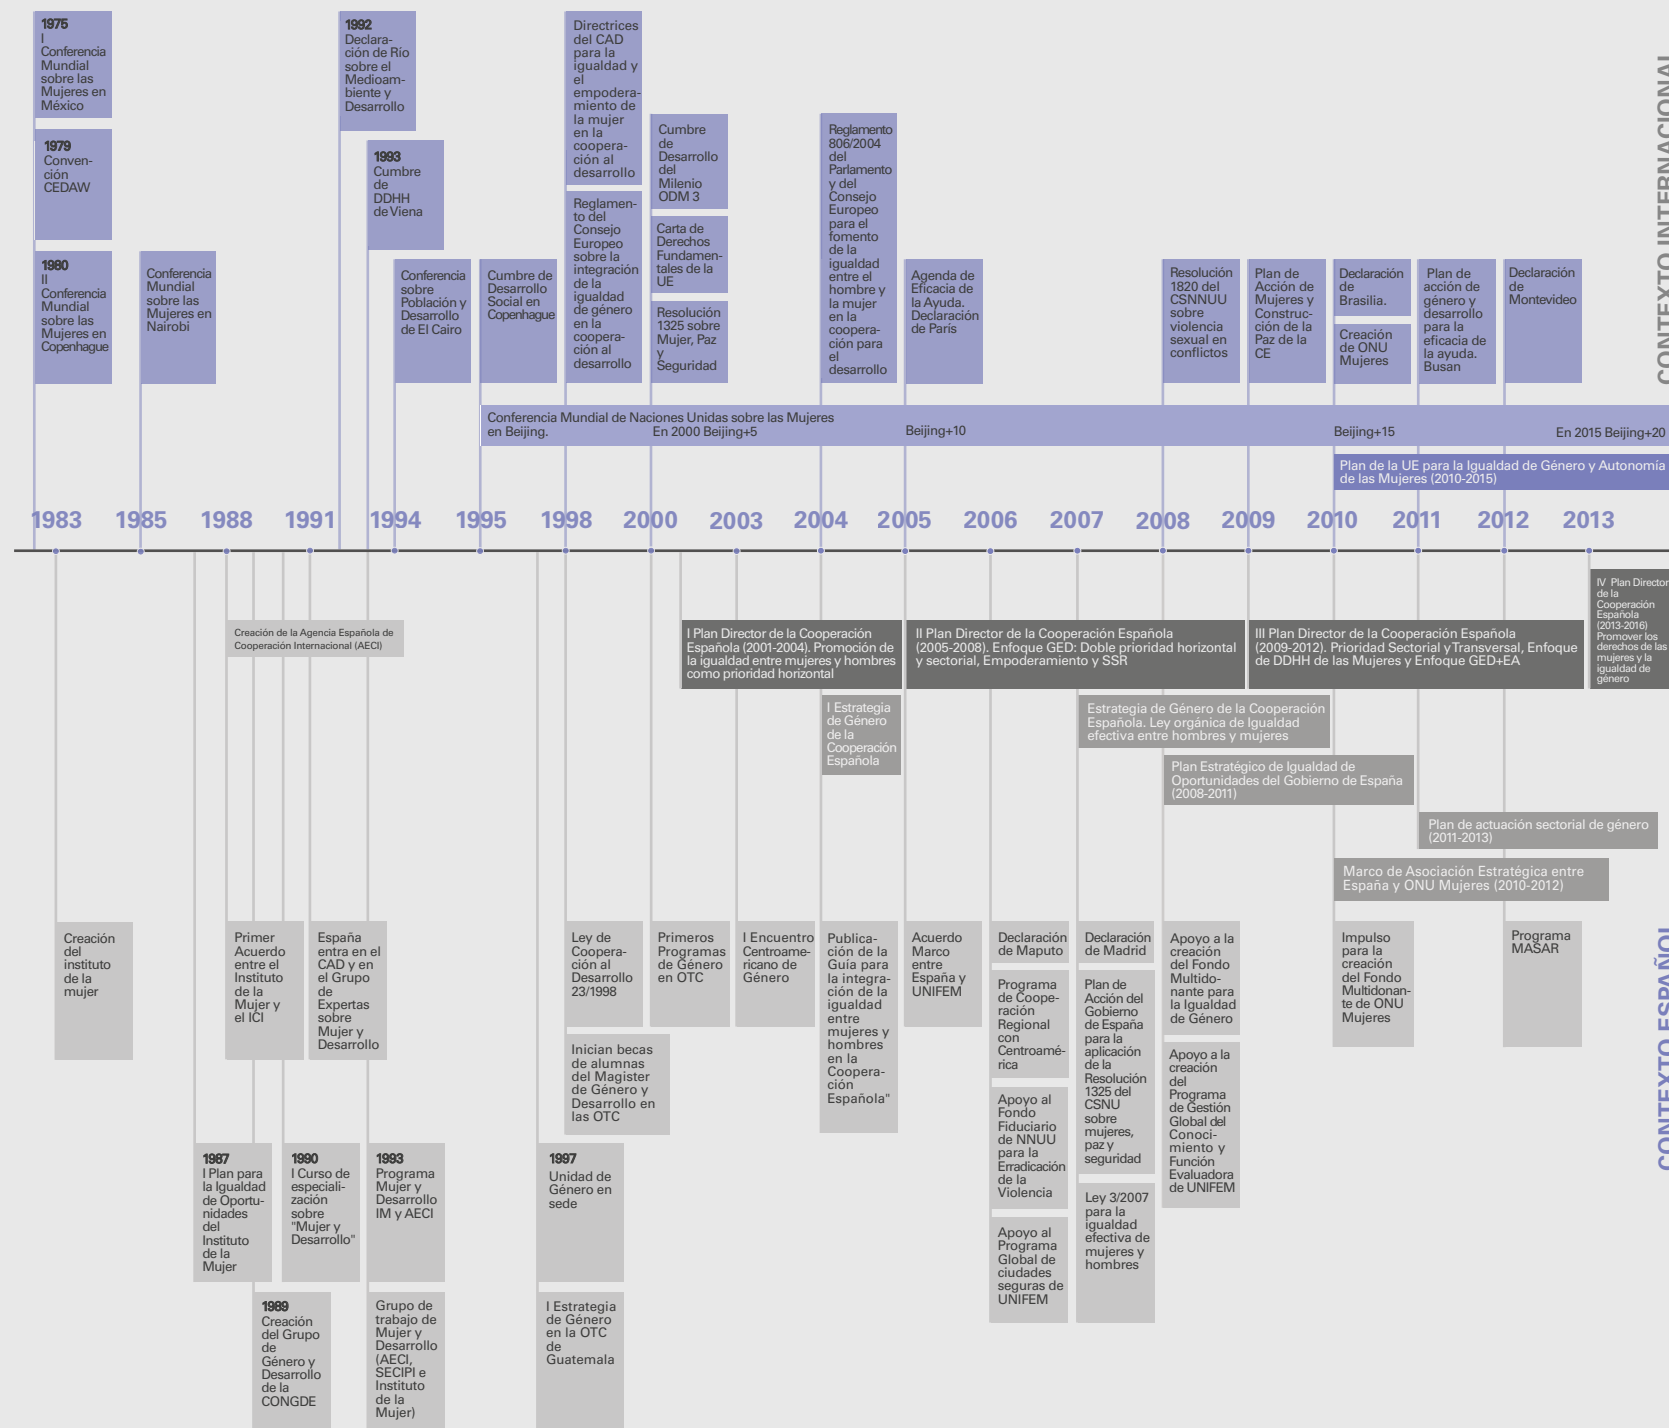 1975
I
Conferencia
Mundial
sobre las
Mujeres en
México
1979
Conven-
ción
CEDAW
1980
II
Conferencia
Mundial
sobre las
Mujeres en
Copenhague
Conferencia
Mundial
sobre las
Mujeres en
Nairobi
1992
Declara-
ción de Río
sobre el
Medioam-
biente y
Desarrollo
1993
Cumbre
de
DDHH
de Viena
Conferencia
sobre
Población y
Desarrollo
de El Cairo
Cumbre de
Desarrollo
Social en
Copenhague
Directrices
del CAD
para la
igualdad y
el
empodera-
miento de
la mujer
en la
coopera-
ción al
desarrollo
Reglamen-
to del
Consejo
Europeo
sobre la
integración
de la
igualdad
de género
en la
coopera-
ción al
desarrollo
Cumbre
de
Desarrollo
del
Milenio
ODM 3
Carta de
Derechos
Fundamen-
tales de la
UE
Resolución
1325 sobre
Mujer, Paz
y
Seguridad
Reglamento
806/2004
del
Parlamento
y del
Consejo
Europeo
para el
fomento
de la
igualdad
entre el
hombre y
la mujer
en la
coopera-
ción para
el
desarrollo
Agenda de
Eficacia de
la Ayuda.
Declaración
de París
Resolución
1820 del
CSNNUU
sobre
violencia
sexual en
conflictos
Plan de
Acción de
Mujeres y
Construc-
ción de la
Paz de la
CE
Declaración
de
Brasilia.
Creación
de ONU
Mujeres
Plan de
acción de
género y
desarrollo
para la
eficacia de
la ayuda.
Busan
Declaración
de
Montevideo
CONTEXTO INTERNACIONAL
Conferencia Mundial de Naciones Unidas sobre las Mujeres
en Beijing. En 2000 Beijing+5 Beijing+10 Beijing+15 En 2015 Beijing+20
Plan de la UE para la Igualdad de Género y Autonomía
de las Mujeres (2010-2015)
1983 1985 1988 1991 1994 1995 1998 2000 2003 2004 2005 2006 2007 2008 2009 2010 2011 2012 2013
Creación de la Agencia Española de
Cooperación Internacional (AECI)
I Plan Director de la Cooperación
Española (2001-2004). Promoción de
la igualdad entre mujeres y hombres
como prioridad horizontal
II Plan Director de la Cooperación Española
(2005-2008). Enfoque GED: Doble prioridad horizontal
y sectorial, Empoderamiento y SSR
III Plan Director de la Cooperación Española
(2009-2012). Prioridad Sectorial y Transversal, Enfoque
de DDHH de las Mujeres y Enfoque GED+EA
IV Plan Director
de la
Cooperación
Española
(2013-2016)
Promover los
derechos de las
mujeres y la
igualdad de
género
I Estrategia
de Género
de la
Cooperación
Española
Estrategia de Género de la Cooperación
Española. Ley orgánica de Igualdad
efectiva entre hombres y mujeres
Plan Estratégico de Igualdad de
Oportunidades del Gobierno de España
(2008-2011)
Plan de actuación sectorial de género
(2011-2013)
Marco de Asociación Estratégica entre
España y ONU Mujeres (2010-2012)
CONTEXTO ESPAÑOL
Creación
del
instituto
de la
mujer
Primer
Acuerdo
entre el
Instituto
de la
Mujer y
el ICI
España
entra en el
CAD y en
el Grupo
de
Expertas
sobre
Mujer y
Desarrollo
Ley de
Coopera-
ción al
Desarrollo
23/1998
Inician becas
de alumnas
del Magister
de Género y
Desarrollo en
las OTC
Primeros
Programas
de Género
en OTC
I Encuentro
Centroame-
ricano de
Género
Publica-
ción de la
Guía para
la integra-
ción de la
igualdad
entre
mujeres y
hombres
en la
Coopera-
ción
Española"
Acuerdo
Marco
entre
España y
UNIFEM
Declaración
de Maputo
Programa
de Coope-
ración
Regional
con
Centroamé-
rica
Apoyo al
Fondo
Fiduciario
de NNUU
para la
Erradicación
de la
Violencia
Apoyo al
Programa
Global de
ciudades
seguras de
UNIFEM
Declaración
de Madrid
Plan de
Acción del
Gobierno
de España
para la
aplicación
de la
Resolución
1325 del
CSNU
sobre
mujeres,
paz y
seguridad
Ley 3/2007
para la
igualdad
efectiva de
mujeres y
hombres
Apoyo a la
creación
del Fondo
Multido-
nante para
la Igualdad
de Género
Apoyo a la
creación
del
Programa
de Gestión
Global del
Conoci-
miento y
Función
Evaluadora
de UNIFEM
Impulso
para la
creación
del Fondo
Multidonan-
te de ONU
Mujeres
Programa
MASAR
1987
I Plan para
la Igualdad
de Oportu-
nidades
del
Instituto
de la
Mujer
1990
I Curso de
especiali-
zación
sobre
"Mujer y
Desarrollo"
1993
Programa
Mujer y
Desarrollo
IM y AECI
1997
Unidad de
Género en
sede
1989
Creación
del Grupo
de
Género y
Desarrollo
de la
CONGDE
Grupo de
trabajo de
Mujer y
Desarrollo
(AECI,
SECIPI e
Instituto
de la
Mujer)
I Estrategia
de Género
en la OTC
de
Guatemala